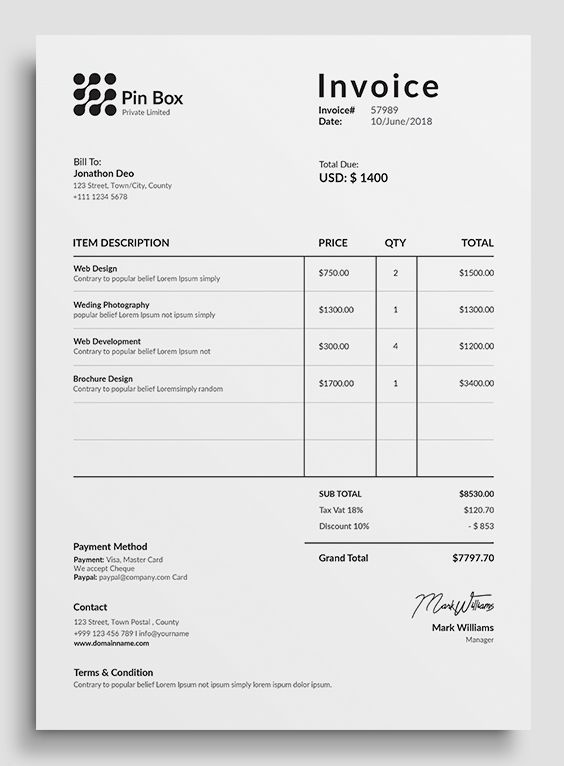 Pin Box
Private Limited
Invoice
Invoice# 57989
Date: 10/June/2018
Bill To:
Jonathon Deo
123 Street, Town/City, County
+111 1234 5678
Total Due:
USD: $ 1400
ITEM DESCRIPTION PRICE QTY TOTAL
Web Design
Contrary to popular belief Lorem Ipsum simply
$750.00 2 $1500.00
Weding Photography
popular belief Lorem Ipsum not ipsum simply
$1300.00 1 $1300.00
Web Development
Contrary to popular belief Lorem Ipsum not
$300.00 4 $1200.00
Brochure Design
Contrary to popular belief Loremsimply random
$1700.00 1 $3400.00
SUB TOTAL $8530.00
Tax Vat 18% $120.70
Discount 10% - $ 853
Grand Total $7797.70
Payment Method
Payment: Visa, Master Card
We accept Cheque
Paypal: paypal@company.com Card
Contact
123 Street, Town Postal , County
+999 123 456 789 I info@yourname
www.domainname.com
Mark Williams
Mark Williams
Manager
Terms & Condition
Contrary to popular belief Lorem Ipsum not ipsum simply lorem ispum dolor ipsum.